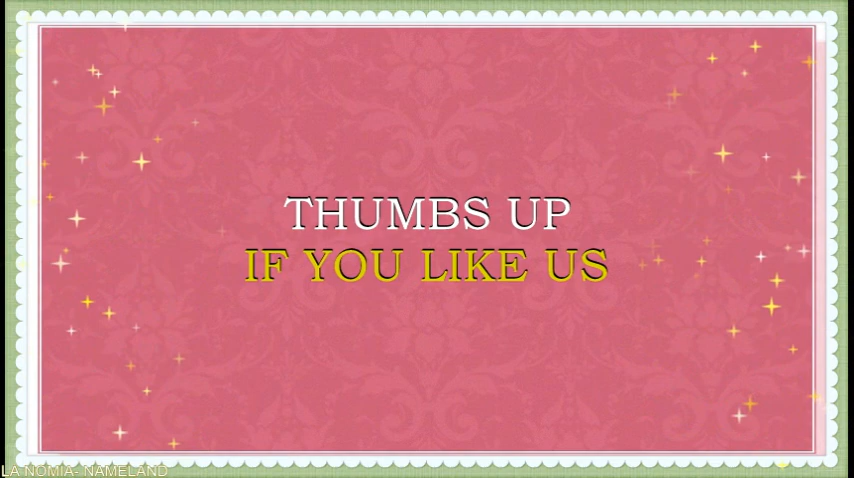 THUMBS UP
IF YOU LIKE US
LA NOMIA- NAMELAND